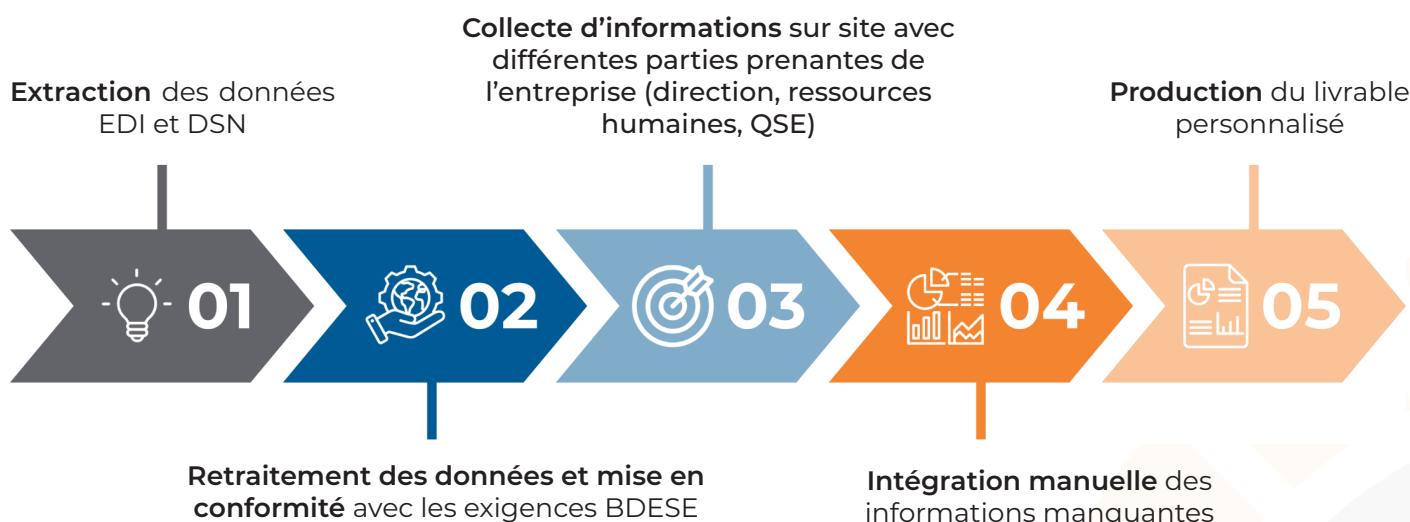 Extraction des données
EDI et DSN
01
Retraitement des données et mise en
conformité avec les exigences BDESE
02
Collecte d’informations sur site avec
différentes parties prenantes de
l’entreprise (direction, ressources
humaines, QSE)
03
Intégration manuelle des
informations manquantes
04
Production du livrable
personnalisé
05